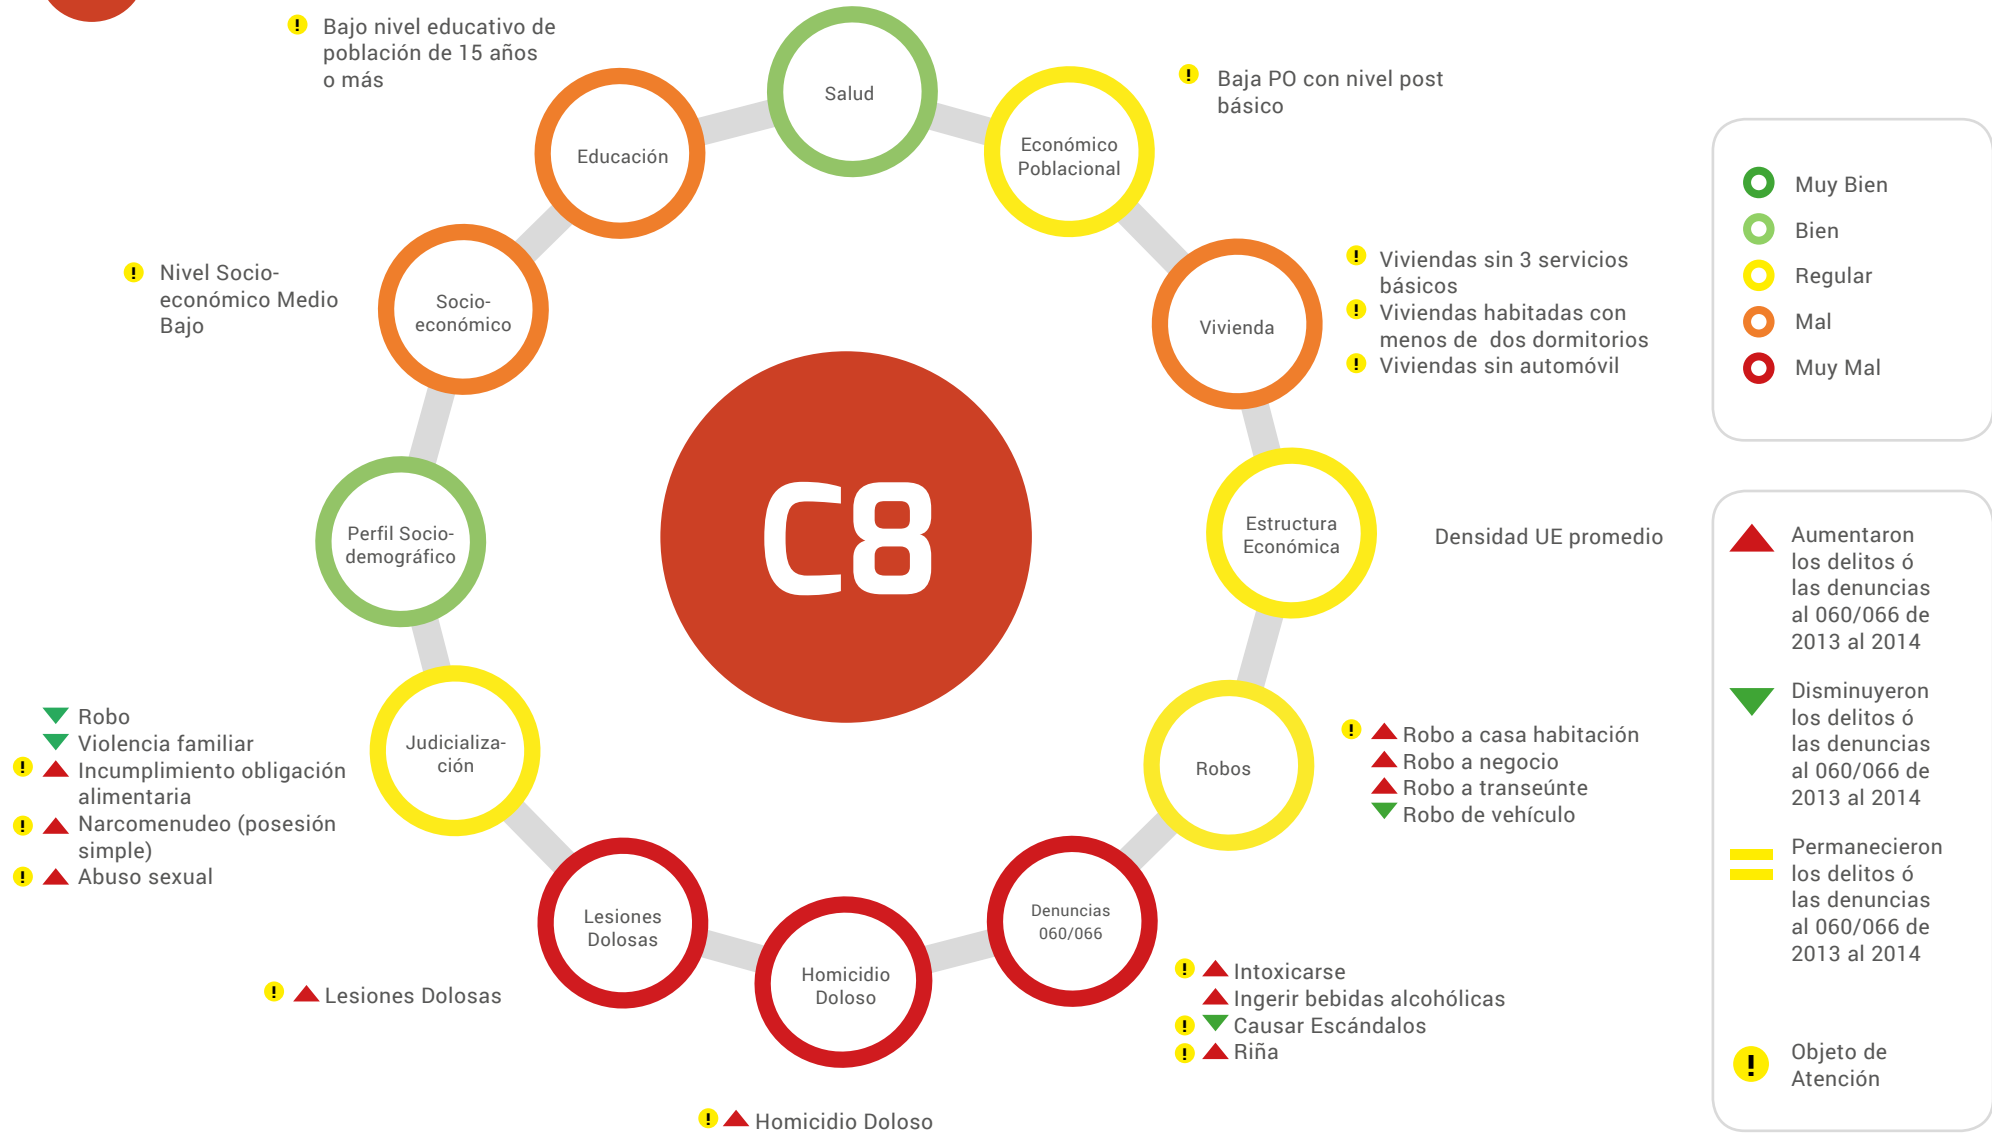 Bajo nivel educativo de
población de 15 años
o más
Salud
Baja PO con nivel post
básico
Educación
Económico
Poblacional
Nivel Socio-
económico Medio
Bajo
Socio-
económico
Vivienda
Viviendas sin 3 servicios
básicos
Viviendas habitadas con
menos de dos dormitorios
Viviendas sin automóvil
Perfil Socio-
demográfico
C8
Estructura
Económica
Densidad UE promedio
Robo
Violencia familiar
Incumplimiento obligación
alimentaria
Narcomenudeo (posesión
simple)
Abuso sexual
Judicializa-
ción
Robos
Robo a casa habitación
Robo a negocio
Robo a transeúnte
Robo de vehículo
Lesiones
Dolosas
Lesiones Dolosas
Homicidio
Doloso
Homicidio Doloso
Denuncias
060/066
Intoxicarse
Ingerir bebidas alcohólicas
Causar Escándalos
Riña
Muy Bien
Bien
Regular
Mal
Muy Mal
Aumentaron
los delitos ó
las denuncias
al 060/066 de
2013 al 2014
Disminuyeron
los delitos ó
las denuncias
al 060/066 de
2013 al 2014
Permanecieron
los delitos ó
las denuncias
al 060/066 de
2013 al 2014
Objeto de
Atención